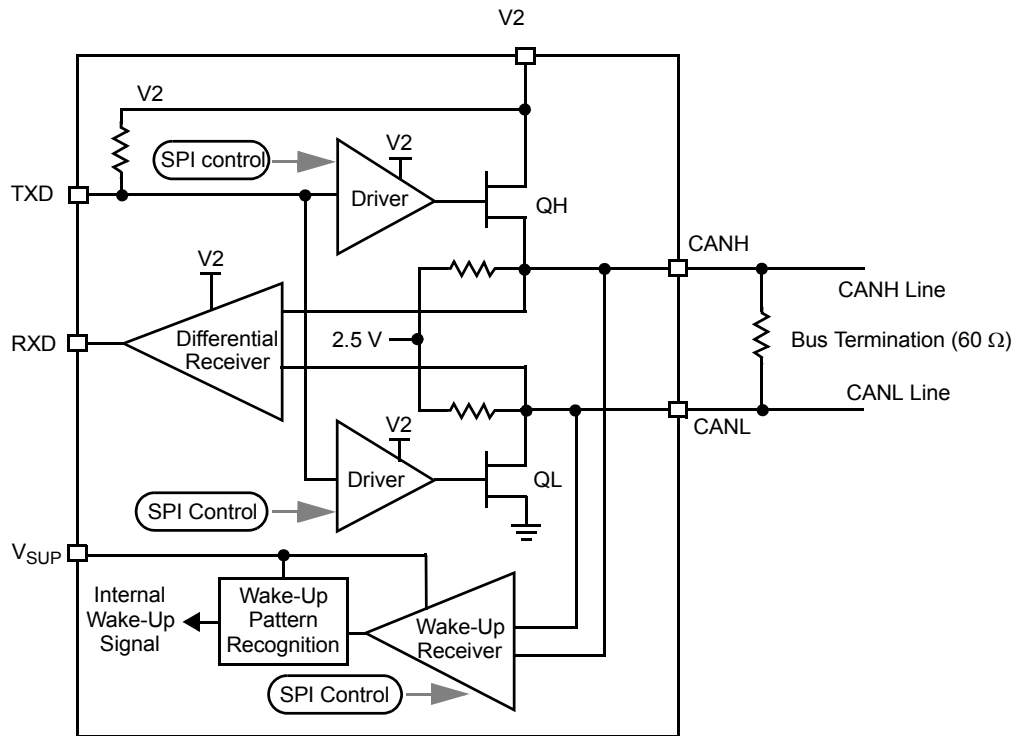 V2
V2
SPI control
V2
TXD
Driver
QH
CANH
V2
CANH Line
RXD
Differential
Receiver
2.5 V
Bus Termination (60 Ω)
CANL Line
V2
CANL
Driver
QL
SPI Control
VSUP
Internal
Wake-Up
Signal
Wake-Up
Pattern
Recognition
Wake-Up
Receiver
SPI Control